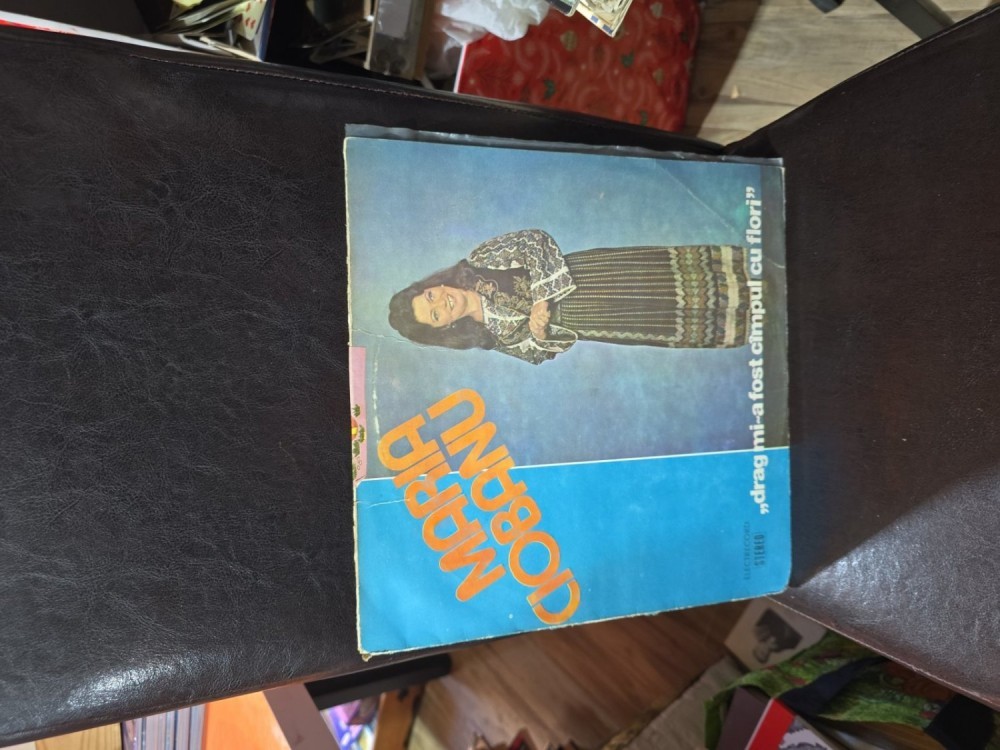 MARIA
CIOBANU
ELECTRECORD
STEREO
„drag mi-a fost cîmpul cu flori”